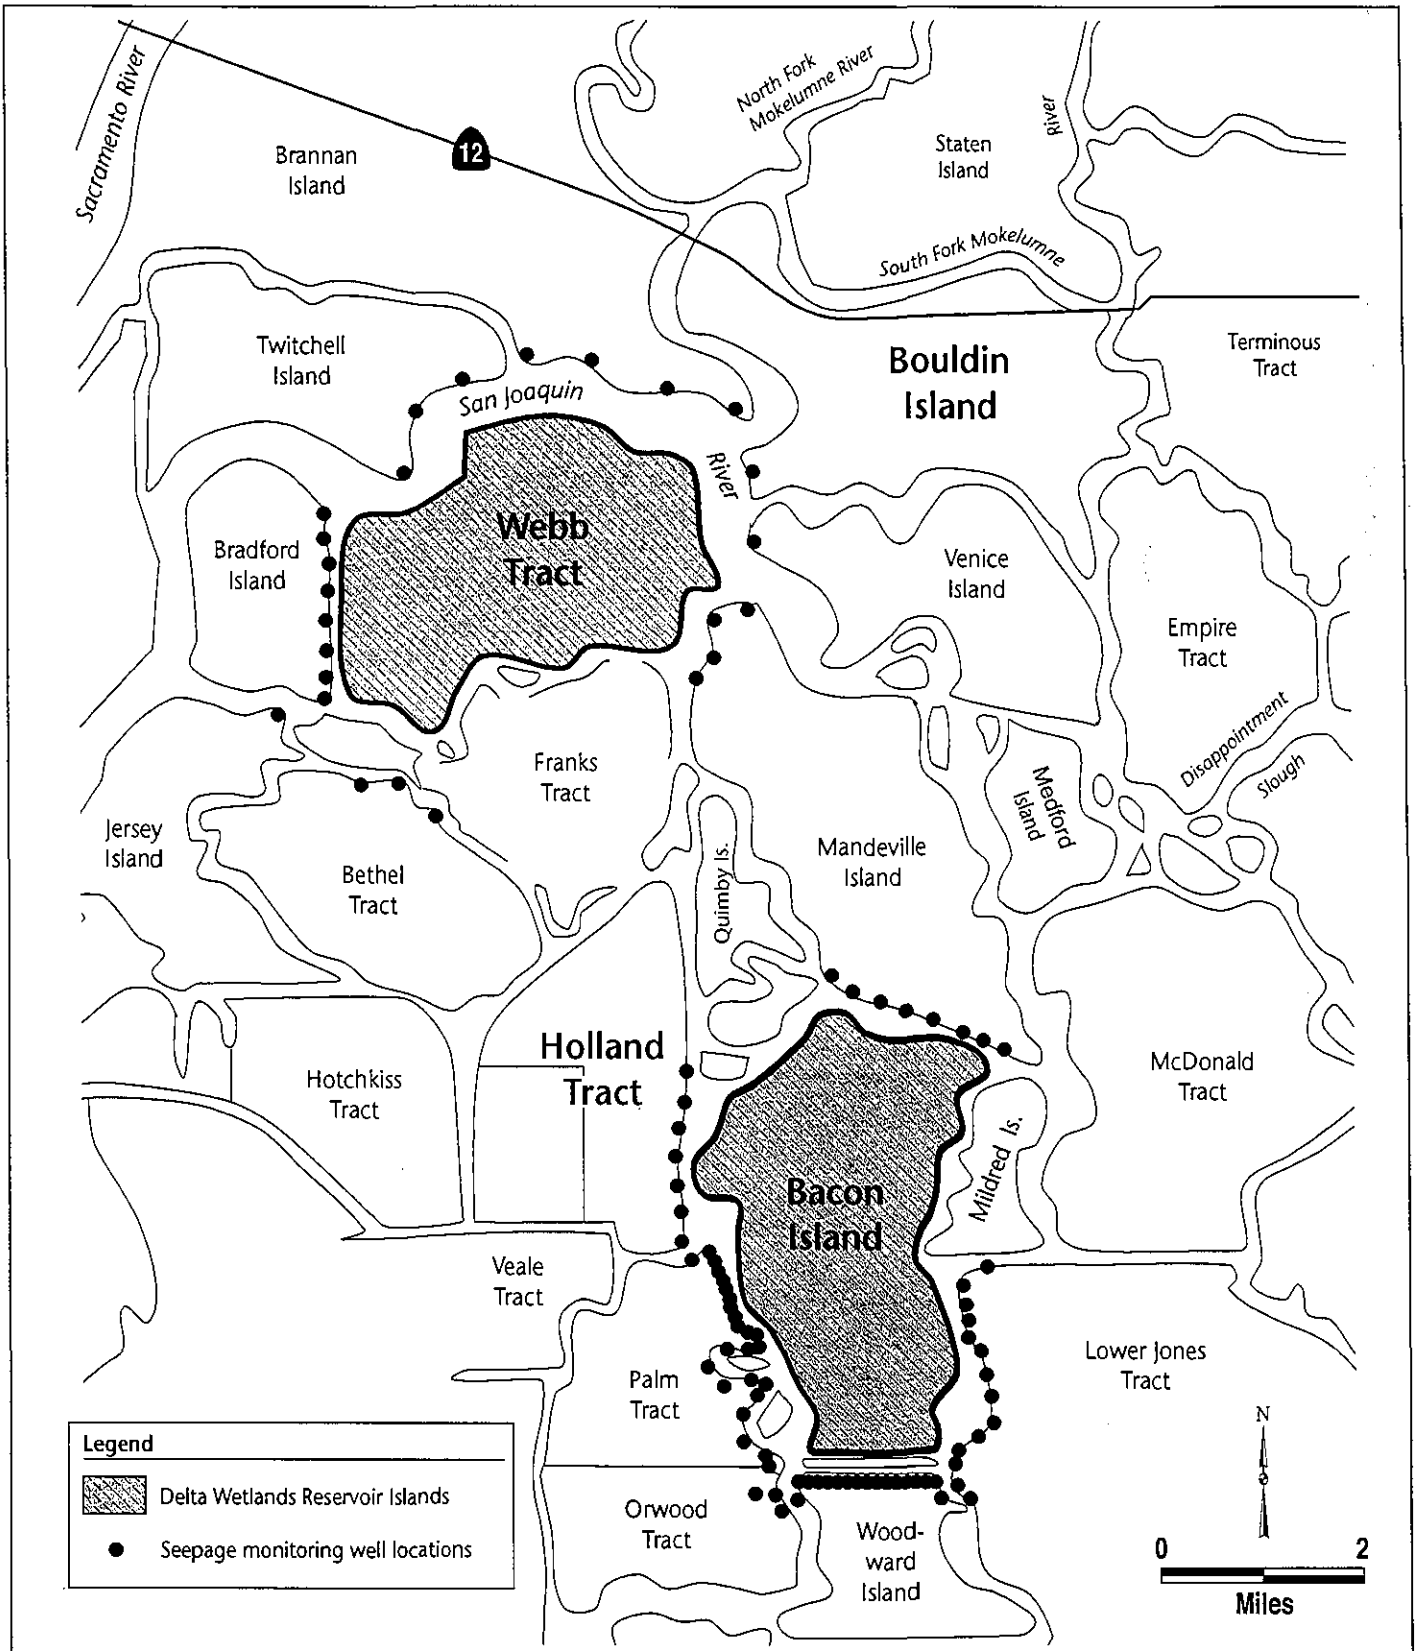 Sacramento River
North Fork
Mokelumne River
River
12
Brannan
Island
Staten
Island
South Fork Mokelumne
Twitchell
Island
Bouldin
Island
Terminous
Tract
San Joaquin
River
Webb
Tract
Bradford
Island
Venice
Island
Empire
Tract
Disappointment
Slough
Franks
Tract
Medford
Island
Jersey
Island
Bethel
Tract
Quimby Is.
Mandeville
Island
Holland
Tract
Hotchkiss
Tract
McDonald
Tract
Mildred Is.
Bacon
Island
Veale
Tract
Lower Jones
Tract
Palm
Tract
N
Legend
Delta Wetlands Reservoir Islands
Seepage monitoring well locations
Orwood
Tract
Wood-
ward
Island
0 2
Miles